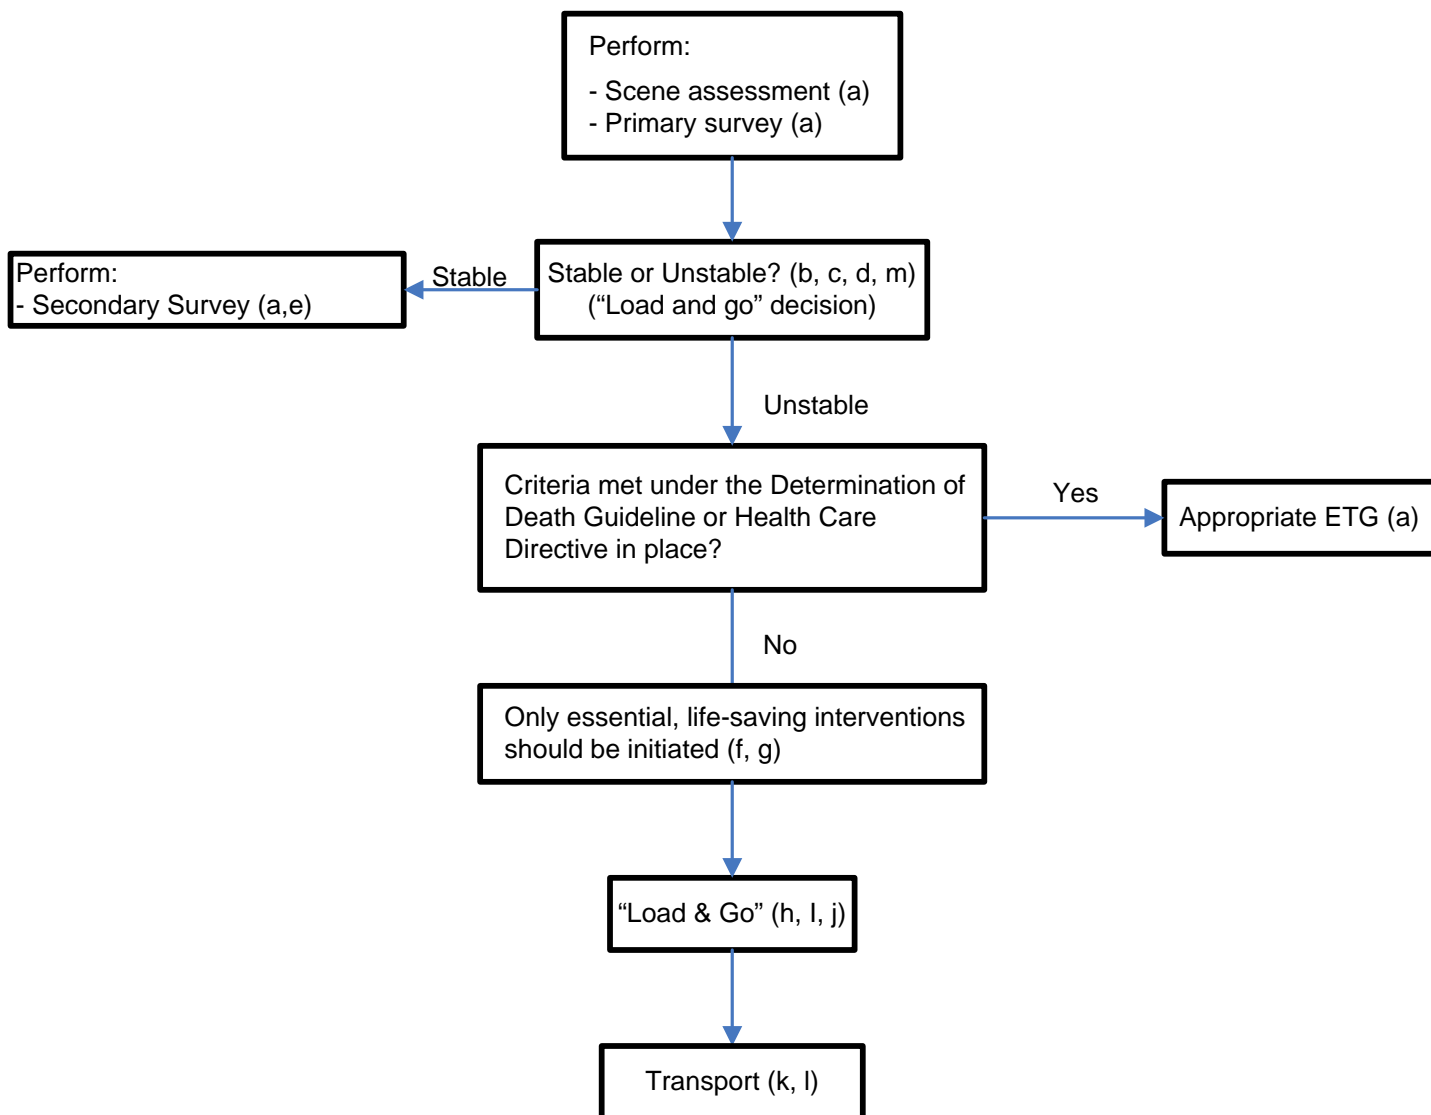 Perform:
- Scene assessment (a)
- Primary survey (a)
Perform:
- Secondary Survey (a,e)
Stable
Stable or Unstable? (b, c, d, m)
(“Load and go” decision)
Unstable
Criteria met under the Determination of
Death Guideline or Health Care
Directive in place?
Yes
Appropriate ETG (a)
No
Only essential, life-saving interventions
should be initiated (f, g)
“Load & Go” (h, I, j)
Transport (k, l)